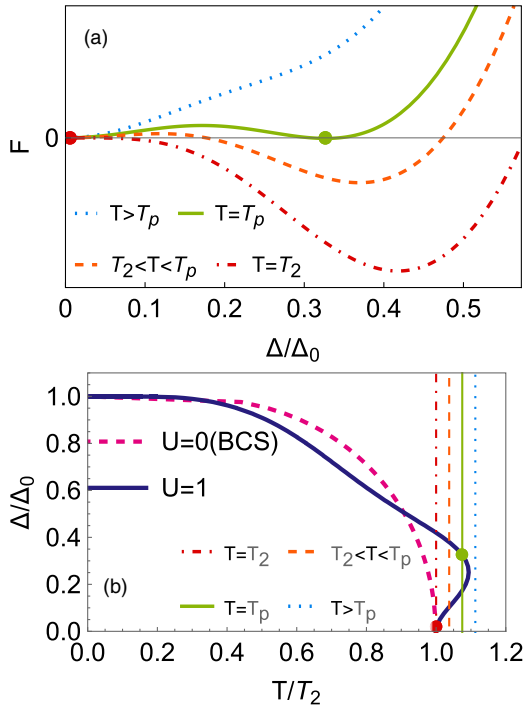 (a)
F
0
T>Tp
T=Tp
T2<T<Tp
T=T2
0 0.1 0.2 0.3 0.4 0.5
Δ/Δ0
1.0
0.8
0.6
0.4
0.2
0.0
Δ/Δ0
U=0(BCS)
U=1
T=T2
T2<T<Tp
(b)
T=Tp
T>Tp
0.0 0.2 0.4 0.6 0.8 1.0 1.2
T/T2